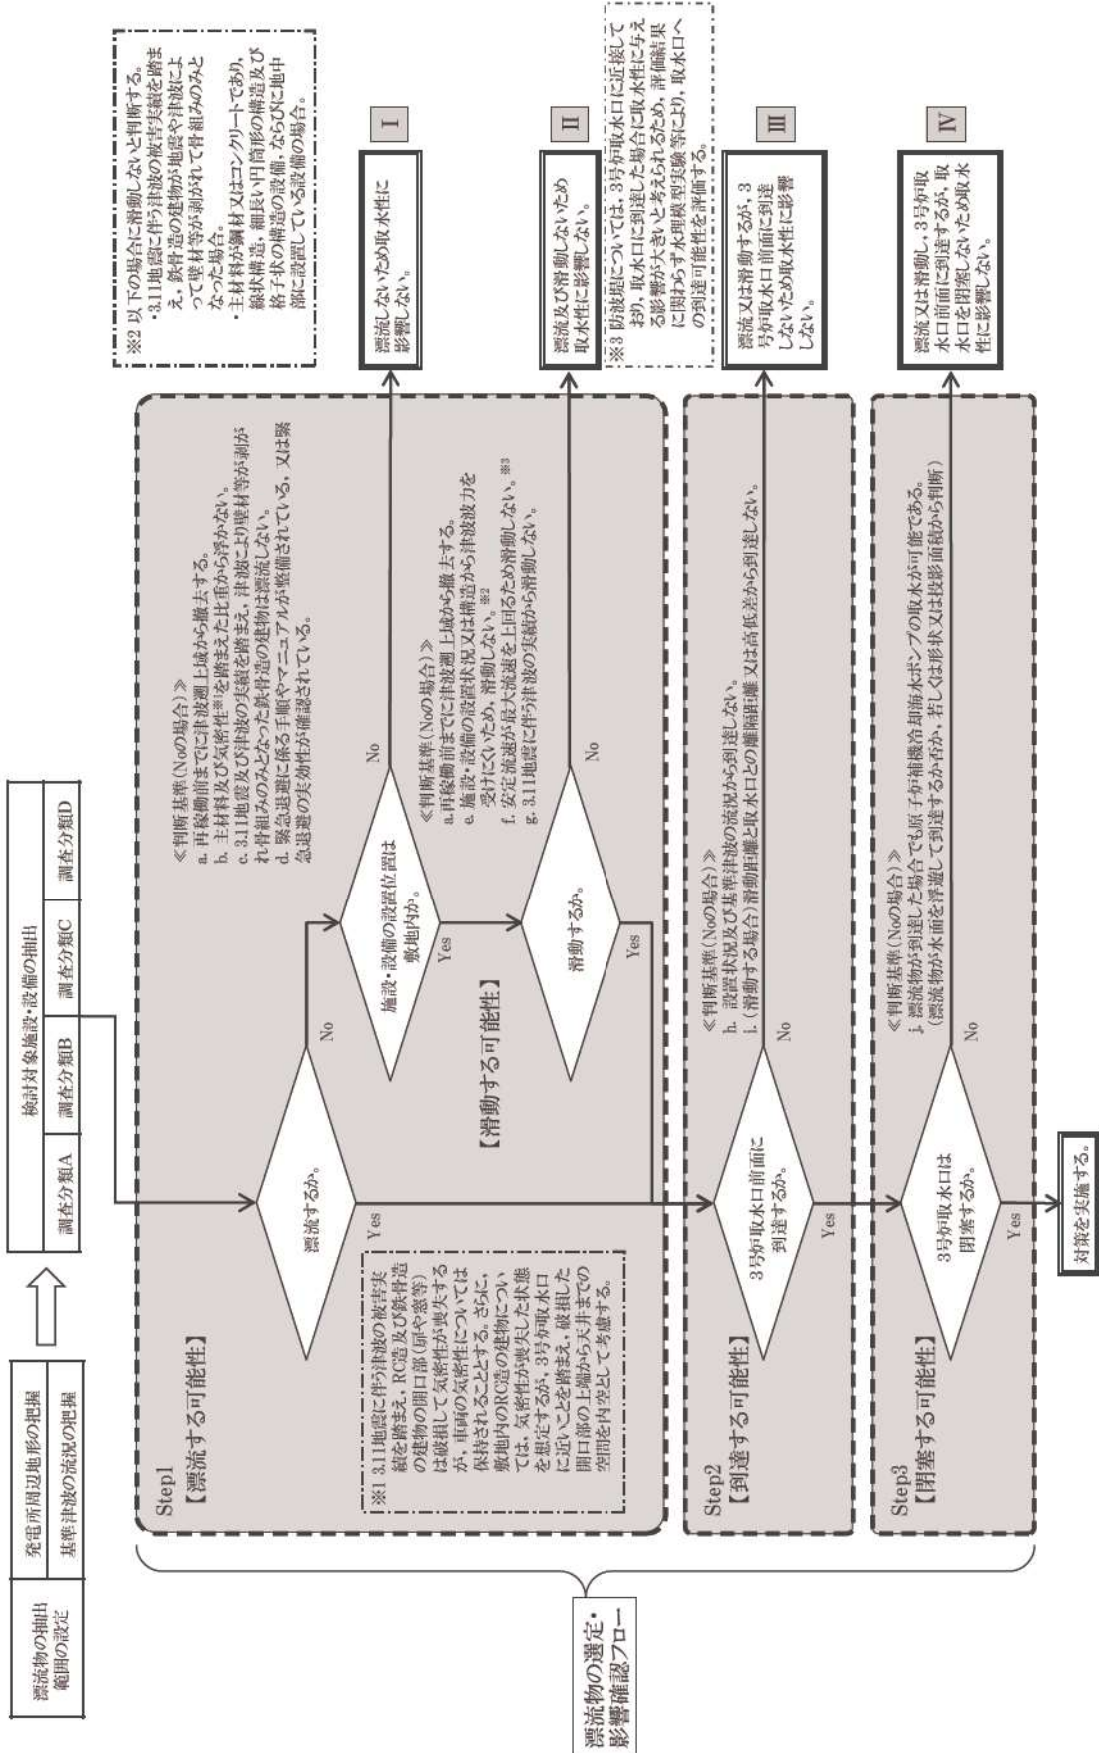 漂流物の抽出
範囲の設定
発電所周辺地形の把握
基準津波の流況の把握
検討対象施設・設備の抽出
調査分類A
調査分類B
調査分類C
調査分類D
漂流物の選定・
影響確認フロー
Step1
【漂流する可能性】
漂流するか。
No
Yes
※1 3.11地震に伴う津波の被害実
績を踏まえ，RC造及び鉄骨造
の建物の開口部（扉や窓等）
は破損して気密性が喪失する
が，車両の気密性については
保持されることとする。さらに，
敷地内のRC造の建物につい
ては，気密性が喪失した状態
を想定するが，3号炉取水口
に近いことを踏まえ，破損した
開口部の上端から天井までの
空間を内空として考慮する。
≪判断基準（Noの場合）≫
a. 再稼働前までに津波遡上域から撤去する。
b. 主材料及び気密性※1を踏まえた比重から浮かない。
c. 3.11地震及び津波の実績を踏まえ，津波により壁材等が剥が
れ骨組みのみとなった鉄骨造の建物は漂流しない。
d. 緊急退避に係る手順やマニュアルが整備されている，又は緊
急退避の実効性が確認されている。
施設・設備の設置位置は
敷地内か。
No
Yes
【滑動する可能性】
≪判断基準（Noの場合）≫
a.再稼働前までに津波遡上域から撤去する。
e. 施設・設備の設置状況又は構造から津波波力を
受けにくいため，滑動しない。※2
f. 安定流速が最大流速を上回るため滑動しない。※3
g. 3.11地震に伴う津波の実績から滑動しない。
滑動するか。
No
Yes
※2 以下の場合に滑動しないと判断する。
・3.11地震に伴う津波の被害実績を踏ま
え，鉄骨造の建物が地震や津波によ
って壁材等が剥がれて骨組みのみと
なった場合。
・主材料が鋼材又はコンクリートであり，
線状構造，細長い円筒形の構造及び
格子状の構造の設備，ならびに地中
部に設置している設備の場合。
漂流しないため取水性に
影響しない。
I
漂流及び滑動しないため
取水性に影響しない。
II
※3 防波堤については，3号炉取水口に近接して
おり，取水口に到達した場合に取水性に与え
る影響が大きいと考えられるため，評価結果
に関わらず水理模型実験等により，取水口へ
の到達可能性を評価する。
Step2
【到達する可能性】
3号炉取水口前面に
到達するか。
No
Yes
≪判断基準（Noの場合）≫
h. 設置状況及び基準津波の流況から到達しない。
i. （滑動する場合）滑動距離と取水口との離隔距離又は高低差から到達しない。
漂流又は滑動するが，3
号炉取水口前面に到達
しないため取水性に影響
しない。
III
Step3
【閉塞する可能性】
3号炉取水口は
閉塞するか。
No
Yes
≪判断基準（Noの場合）≫
j. 漂流物が到達した場合でも原子炉補機冷却海水ポンプの取水が可能である。
（漂流物が水面を浮遊して到達するか否か，若しくは形状又は投影面積から判断）
漂流又は滑動し，3号炉取
水口前面に到達するが，取
水口を閉塞しないため取水
性に影響しない。
IV
対策を実施する。